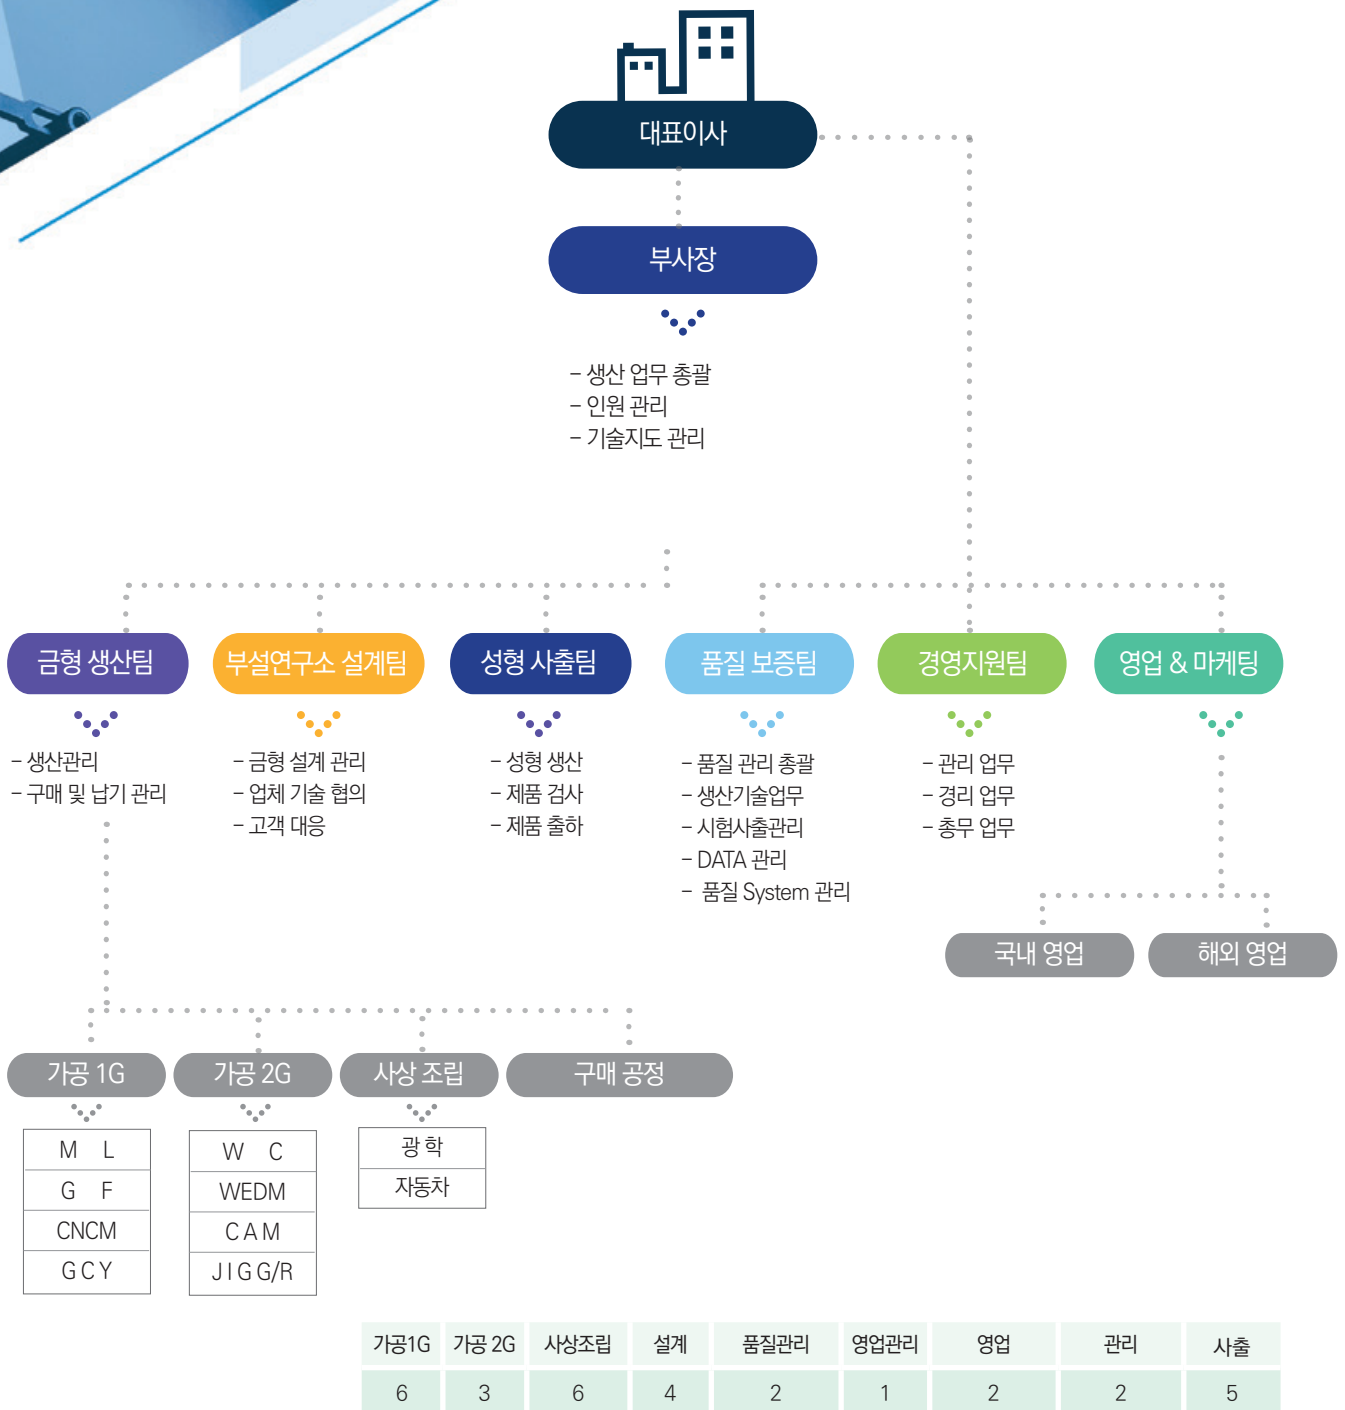 대표이사
부사장
- 생산 업무 총괄
- 인원 관리
- 기술지도 관리
금형 생산팀
부설연구소 설계팀
성형 사출팀
품질 보증팀
경영지원팀
영업 & 마케팅
- 생산관리
- 구매 및 납기 관리
- 금형 설계 관리
- 업체 기술 협의
- 고객 대응
- 성형 생산
- 제품 검사
- 제품 출하
- 품질 관리 총괄
- 생산기술업무
- 시험사출관리
- DATA 관리
- 품질 System 관리
- 관리 업무
- 경리 업무
- 총무 업무
국내 영업
해외 영업
가공 1G
가공 2G
사상 조립
구매 공정
M L
G F
CNCM
G C Y
W C
WEDM
C A M
J I G G/R
광 학
자동차
가공1G 가공 2G 사상조립 설계 품질관리 영업관리 영업 관리 사출
6 3 6 4 2 1 2 2 5